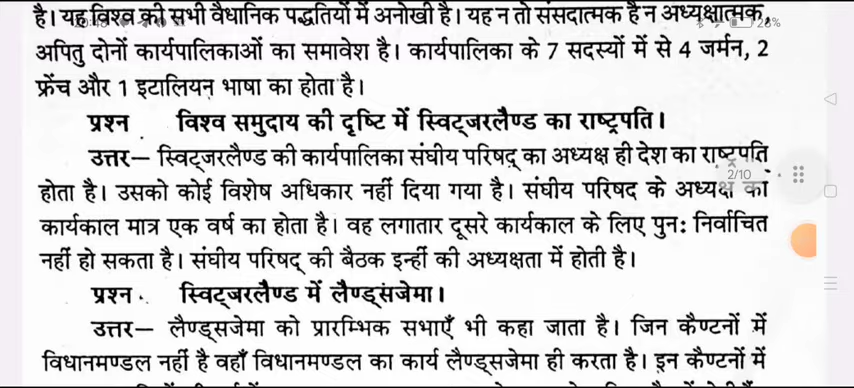 है। यह विश्व की सभी वैधानिक पद्धतियों में अनोखी है। यह न तो संसदात्मक है न अध्यक्षात्मक,
अपितु दोनों कार्यपालिकाओं का समावेश है। कार्यपालिका के 7 सदस्यों में से 4 जर्मन, 2
फ्रेंच और 1 इटालियन भाषा का होता है।
प्रश्न विश्व समुदाय की दृष्टि में स्विट्जरलैण्ड का राष्ट्रपति।
उत्तर— स्विट्जरलैण्ड की कार्यपालिका संघीय परिषद् का अध्यक्ष ही देश का राष्ट्रपति
2/10
होता है। उसको कोई विशेष अधिकार नहीं दिया गया है। संघीय परिषद के अध्यक्ष का
कार्यकाल मात्र एक वर्ष का होता है। वह लगातार दूसरे कार्यकाल के लिए पुन: निर्वाचित
नहीं हो सकता है। संघीय परिषद् की बैठक इन्हीं की अध्यक्षता में होती है।
प्रश्न . स्विट्बरलैण्ड में लैण्ड्संजेमा।
उत्तर— लैण्ड्सजेमा को प्रारम्भिक सभाएँ भी कहा जाता है। जिन कैण्टनों में
विधानमण्डल नहीं है वहाँ विधानमण्डल का कार्य लैण्ड्सजेमा ही करता है। इन कैण्टनों में